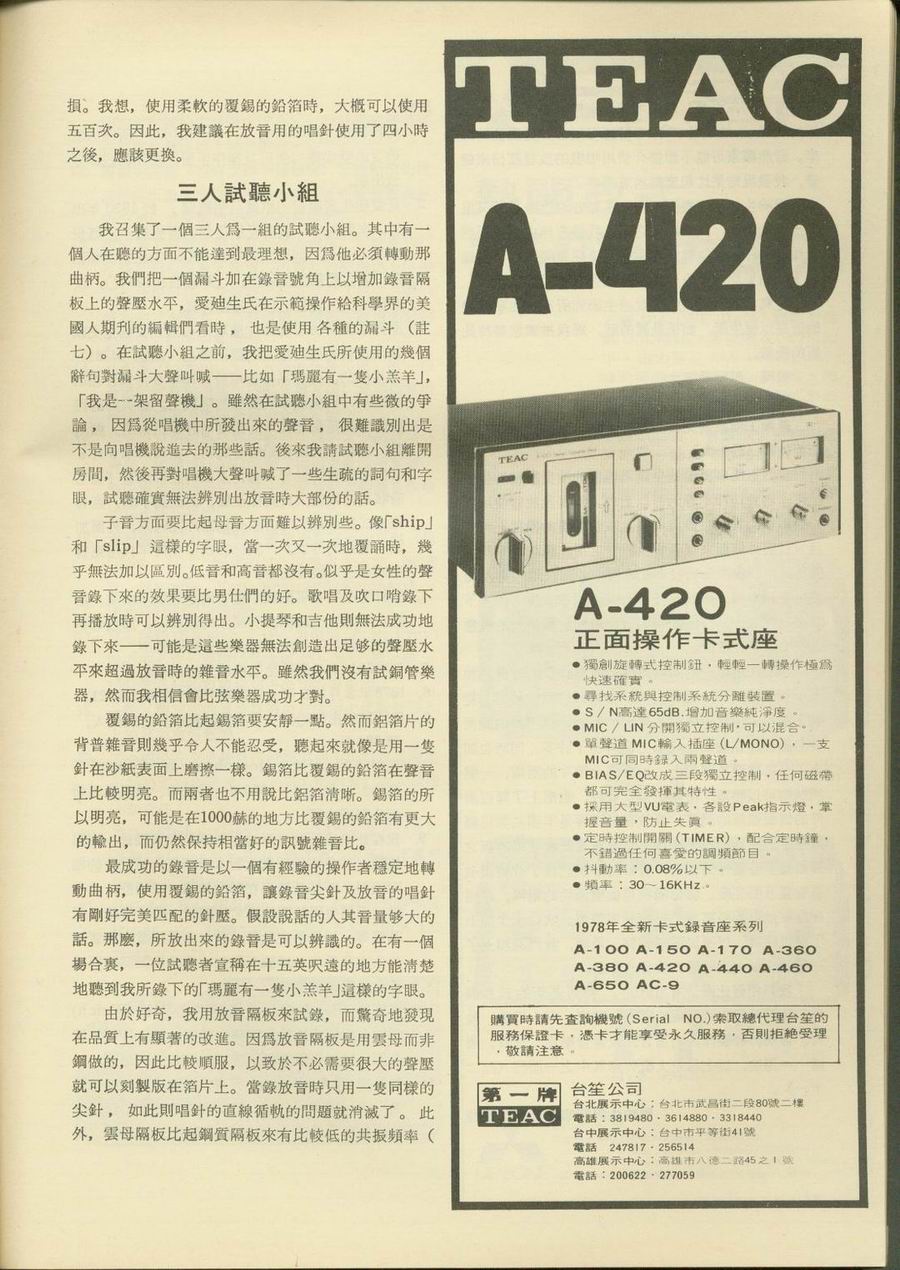 損。我想，使用柔軟的覆錫的鉛箔時，大概可以使用
五百次。因此，我建議在放音用的唱針使用了四小時
之後，應該更換。
三人試聽小組
我召集了一個三人爲一組的試聽小組。其中有一
個人在聽的方面不能達到最理想，因爲他必須轉動那
曲柄。我們把一個漏斗加在錄音號角上以增加錄音隔
板上的聲壓水平，愛廸生氏在示範操作給科學界的美
國人期刊的編輯們看時，也是使用各種的漏斗（註
七）。在試聽小組之前，我把愛廸生氏所使用的幾個
辭句對漏斗大聲叫喊——比如「瑪麗有一隻小羔羊」，
「我是一架留聲機」。雖然在試聽小組中有些微的爭
論，因爲從唱機中所發出來的聲音，很難識別出是
不是向唱機說進去的那些話。後來我請試聽小組離開
房間，然後再對唱機大聲叫喊了一些生疏的詞句和字
眼，試聽確實無法辨別出放音時大部份的話。
子音方面要比起母音方面難以辨別些。像「ship」
和「slip」這樣的字眼，當一次又一次地覆誦時，幾
乎無法加以區別。低音和高音都沒有。似乎是女性的聲
音錄下來的效果要比男仕們的好。歌唱及吹口哨錄下
再播放時可以辨別得出。小提琴和吉他則無法成功地
錄下來——可能是這些樂器無法創造出足够的聲壓水
平來超過放音時的雜音水平。雖然我們沒有試銅管樂
器，然而我相信會比弦樂器成功才對。
覆錫的鉛箔比起錫箔要安靜一點。然而鋁箔片的
背普雜音則幾乎令人不能忍受，聽起來就像是用一隻
針在沙紙表面上磨擦一樣。錫箔比覆錫的鉛箔在聲音
上比較明亮。而兩者也不用說比鋁箔清晰。錫箔的所
以明亮，可能是在1000赫的地方比覆錫的鉛箔有更大
的輸出，而仍然保持相當好的訊號雜音比。
最成功的錄音是以一個有經驗的操作者穩定地轉
動曲柄，使用覆錫的鉛箔，讓錄音尖針及放音的唱針
有剛好完美匹配的針壓。假設說話的人其音量够大的
話。那麽，所放出來的錄音是可以辨識的。在有一個
場合裏，一位試聽者宣稱在十五英呎遠的地方能淸楚
地聽到我所錄下的「瑪麗有一隻小羔羊」這樣的字眼。
由於好奇，我用放音隔板來試錄，而驚奇地發現
在品質上有顯著的改進。因爲放音隔板是用雲母而非
鋼做的，因此比較順服，以致於不必需要很大的聲壓
就可以刻製版在箔片上。當錄放音時只用一隻同樣的
尖針，如此則唱針的直線循軌的問題就消滅了。此
外，雲母隔板比起鋼質隔板來有比較低的共振頻率（
TEAC
A-420
TEAC
A-420
正面操作卡式座
●獨創旋轉式控制鈕，輕輕一轉操作極爲
快速確實。
●尋找系統與控制系統分離裝置。
●S／N高達65dB.增加音樂純淨度。
●MIC／LIN分開獨立控制，可以混合。
●單聲道MIC輸入插座(L/MONO)，一支
MIC可同時録入兩聲道。
●BIAS/EQ改成三段獨立控制，任何磁帶
都可完全發揮其特性。
●採用大型VU電表，各設Peak指示燈，掌
握音量，防止失眞。
●定時控制開關(TIMER)，配合定時鐘，
不錯過任何喜愛的調頻節目。
●抖動率：0.08%以下。
●頻率：30～16KHz。
1978年全新卡式録音座系列
A-100 A-150 A-170 A-360
A-380 A-420 A-440 A-460
A-650 AC-9
購買時請先查詢機號(Serial NO.)索取總代理台笙的
服務保證卡，憑卡才能享受永久服務，否則拒絶受理
，敬請注意。
第一牌
TEAC
台笙公司
台北展示中心：台北市武昌街二段80號二樓
電話：3819480．3614880．3318440
台中展示中心：台中市平等街41號
電話 247817．256514
高雄展示中心：高雄市八德二路45之1號
電話：200622．277059